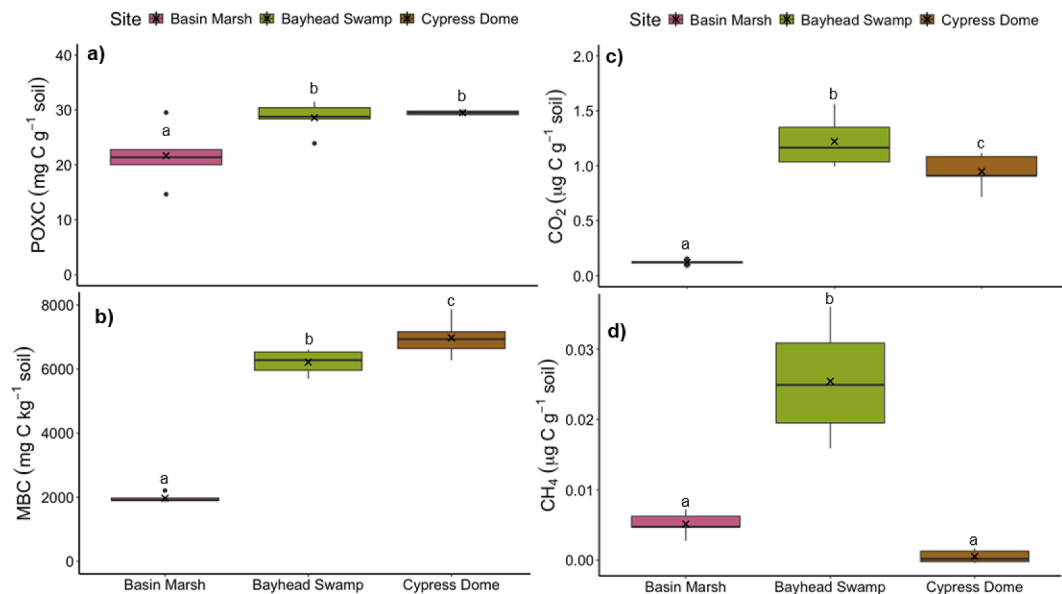 Site Basin Marsh Bayhead Swamp Cypress Dome
a)
POXC (mg C g⁻¹ soil)
40
30
20
10
0
a
b
b
b)
MBC (mg C kg⁻¹ soil)
8000
6000
4000
2000
0
a
b
c
Basin Marsh Bayhead Swamp Cypress Dome
Site Basin Marsh Bayhead Swamp Cypress Dome
c)
CO₂ (µg C g⁻¹ soil)
2.0
1.5
1.0
0.5
0.0
a
b
c
d)
CH₄ (µg C g⁻¹ soil)
0.03
0.02
0.01
0.00
a
b
a
Basin Marsh Bayhead Swamp Cypress Dome